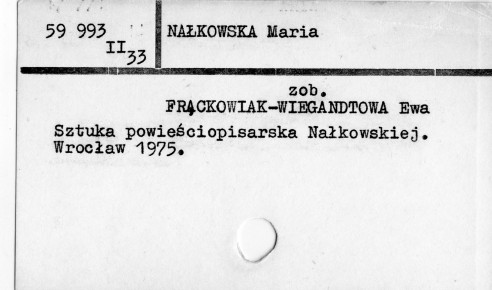 59 993
II
33
NAŁKOWSKA Maria
zob.
FRĄCKOWIAK-WIEGANDTOWA Ewa
Sztuka powieściopisarska Nałkowskiej.
Wrocław 1975.